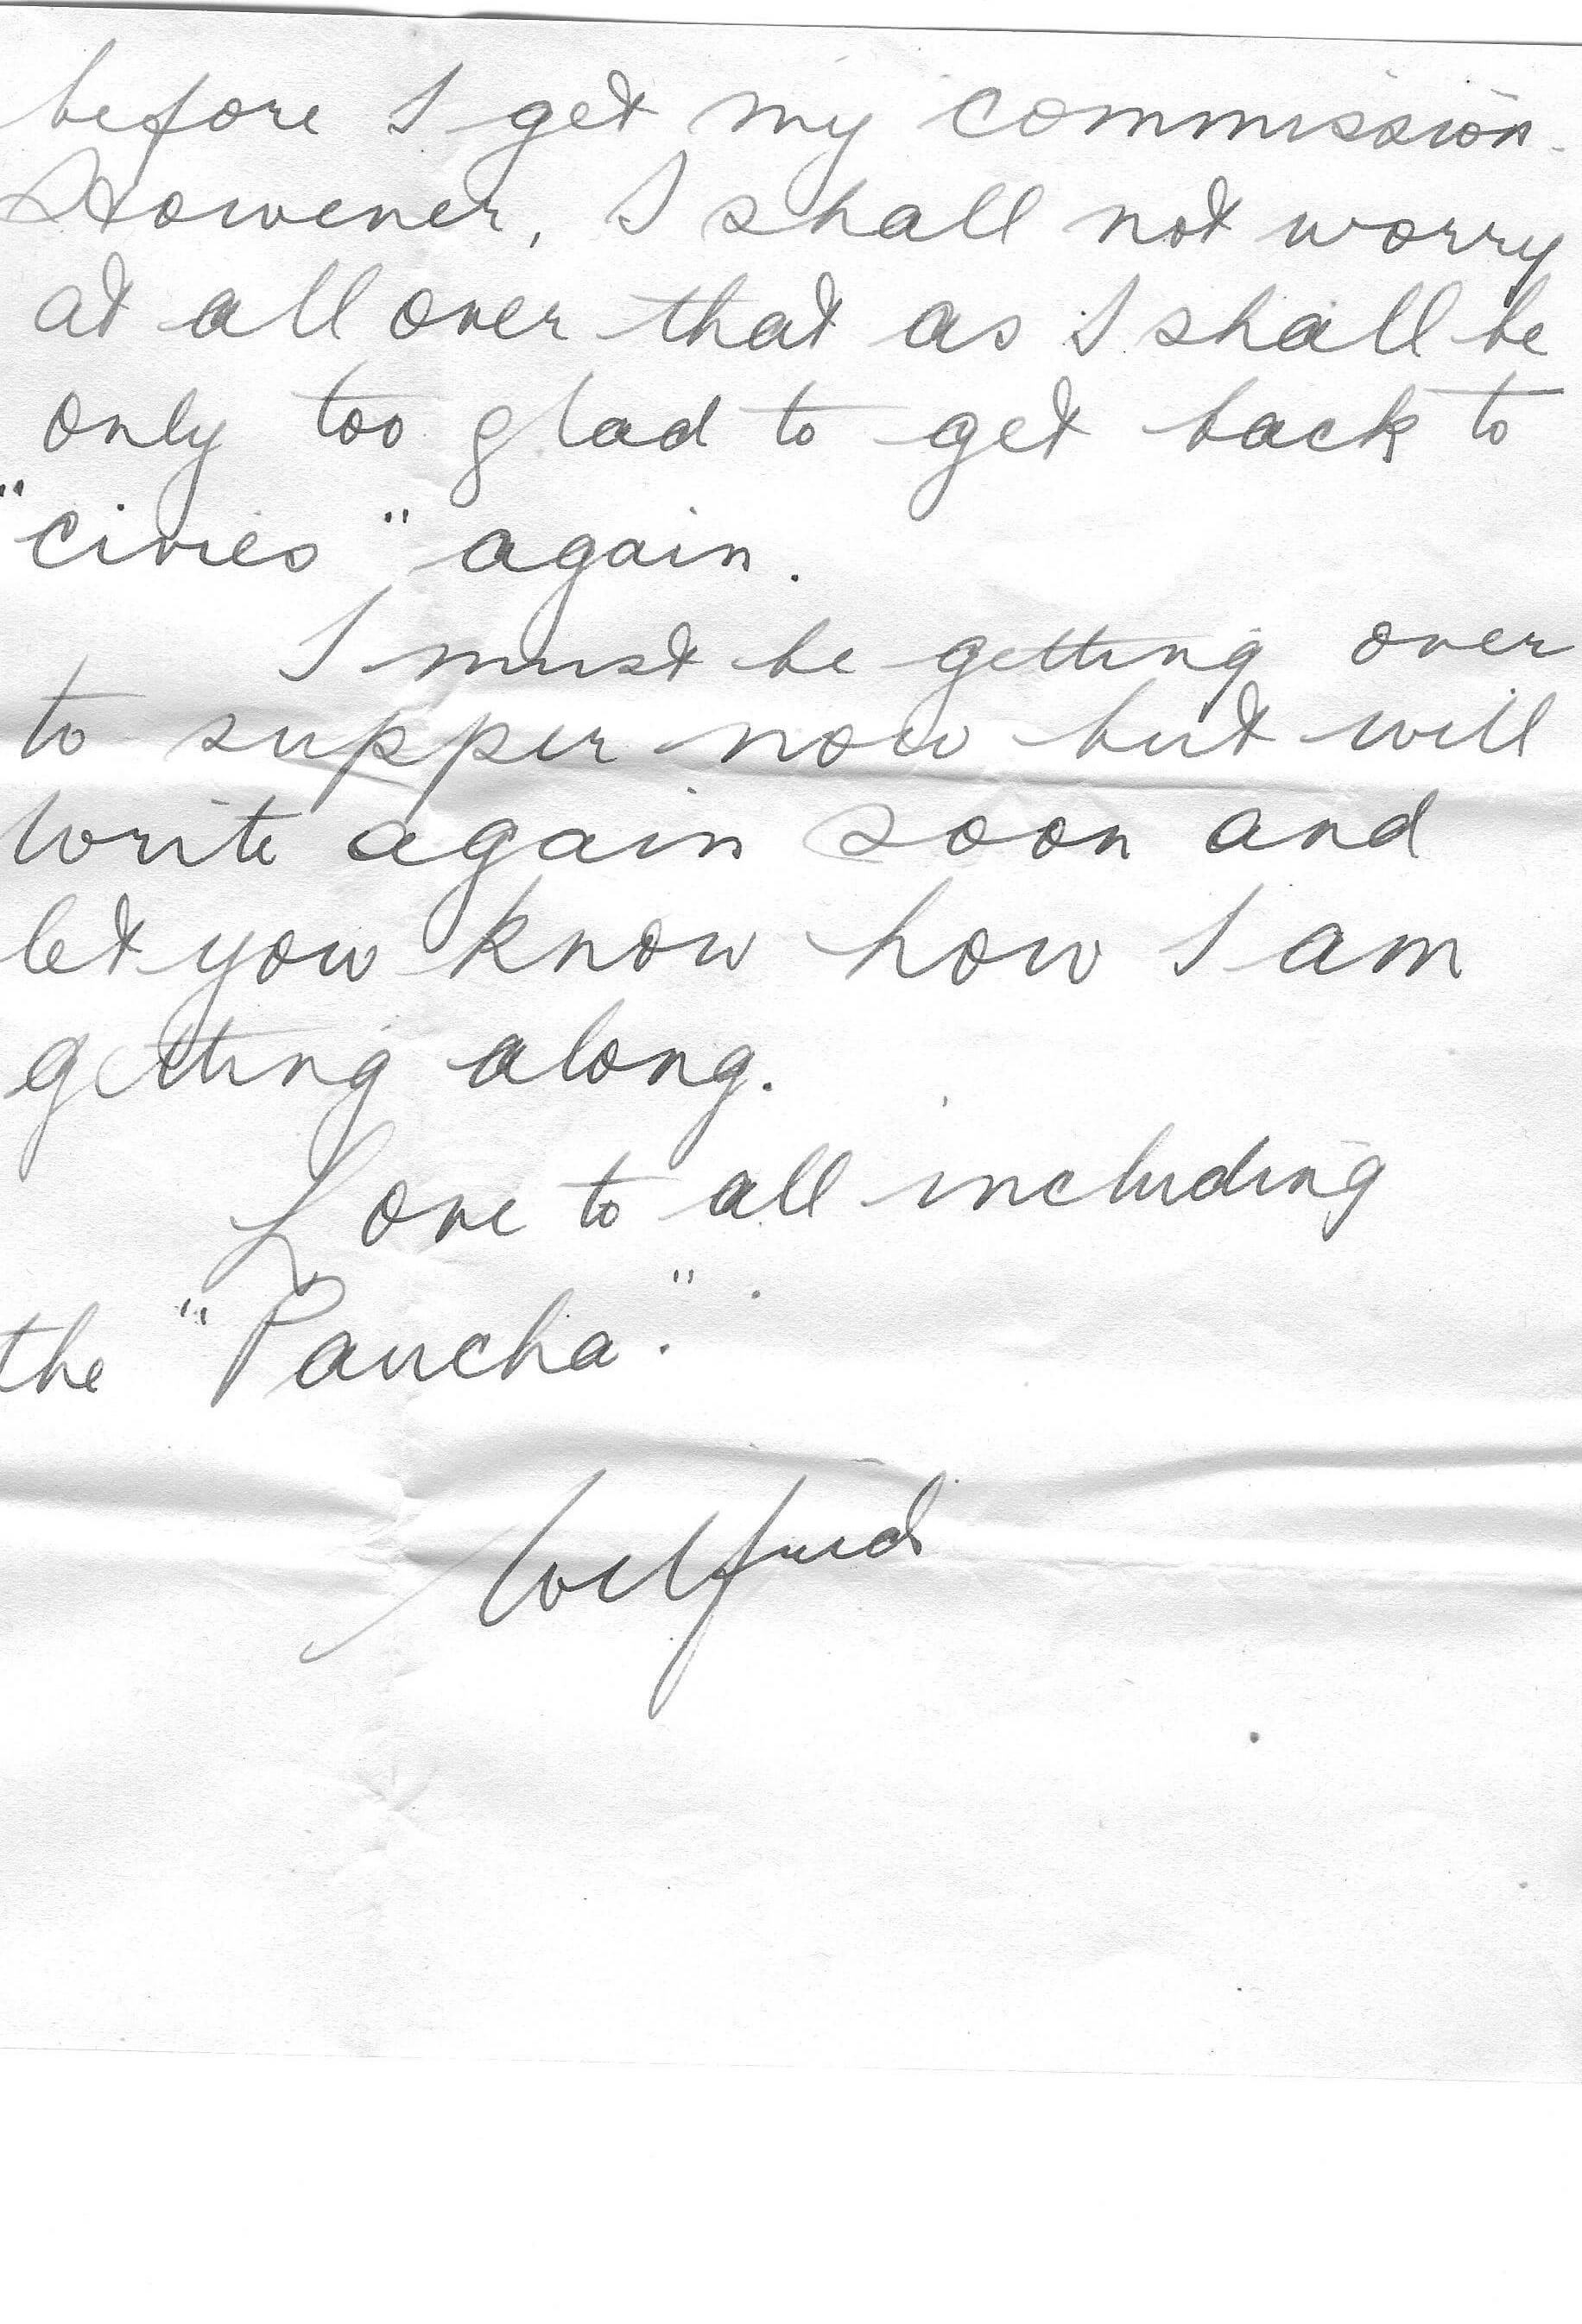 before I get my commission.
However, I shall not worry
at all over that as I shall be
only too glad to get back to
"civies" again.
I must be getting over
to supper now but will
write again soon and
let you know how I am
getting along.
Love to all including
the "Paucha".
Wilfrid